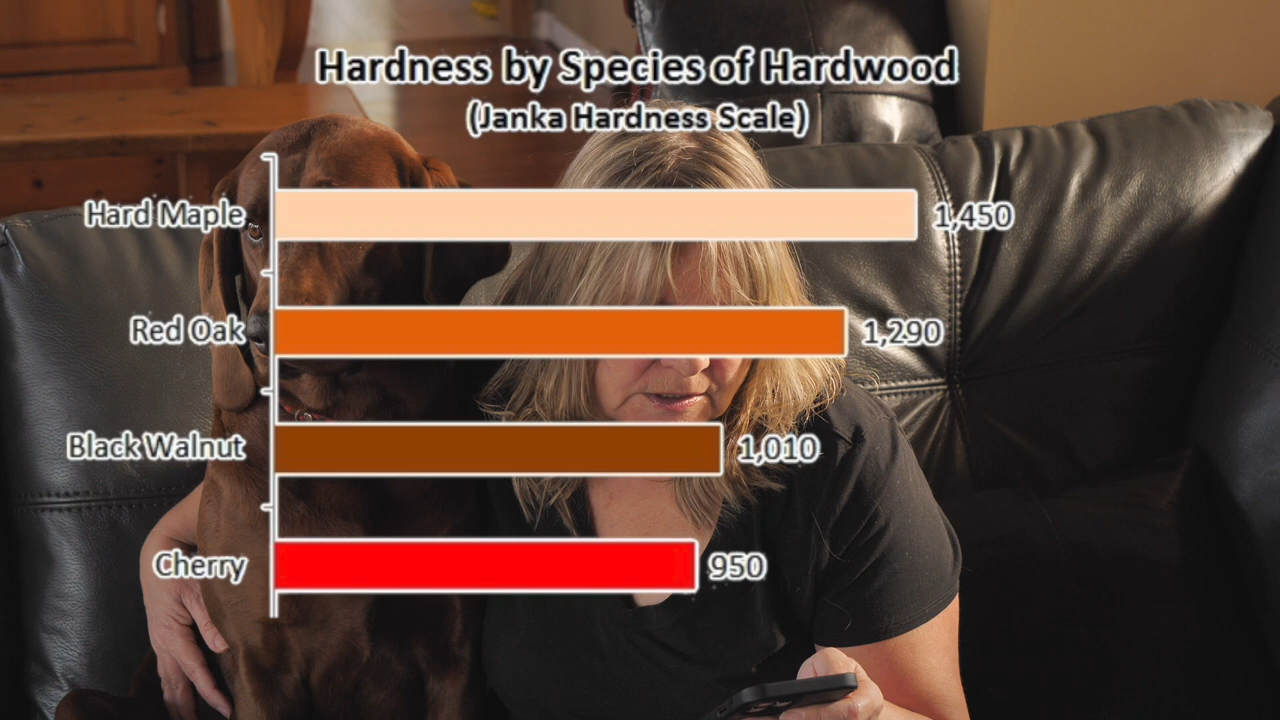 Hardness by Species of Hardwood
(Janka Hardness Scale)
Hard Maple 1,450
Red Oak 1,290
Black Walnut 1,010
Cherry 950